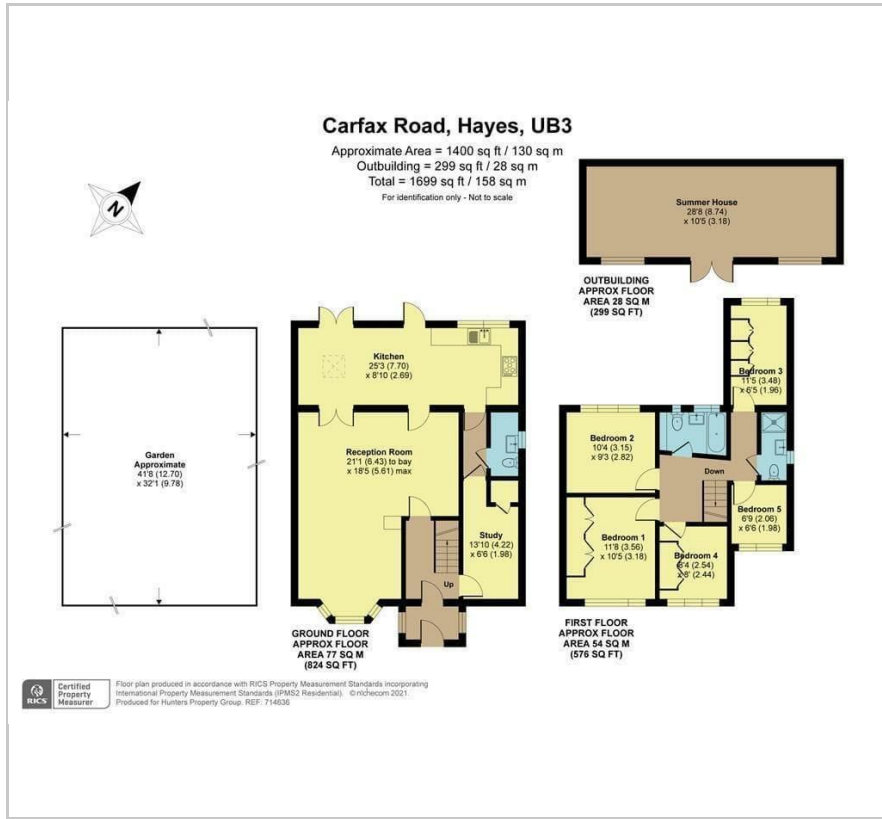 Carfax Road, Hayes, UB3
Approximate Area = 1400 sq ft / 130 sq m
Outbuilding = 299 sq ft / 28 sq m
Total = 1699 sq ft / 158 sq m
For identification only - Not to scale
N
Summer House
28'8 (8.74)
x 10'5 (3.18)
OUTBUILDING
APPROX FLOOR
AREA 28 SQ M
(299 SQ FT)
Garden
Approximate
41'8 (12.70)
x 32'1 (9.78)
Kitchen
25'3 (7.70)
x 8'10 (2.69)
Reception Room
21'1 (6.43) to bay
x 18'5 (5.61) max
Study
13'10 (4.22)
x 6'6 (1.98)
Up
GROUND FLOOR
APPROX FLOOR
AREA 77 SQ M
(824 SQ FT)
Bedroom 3
11'5 (3.48)
x 6'5 (1.96)
Bedroom 2
10'4 (3.15)
x 9'3 (2.82)
Down
Bedroom 5
6'9 (2.06)
x 6'6 (1.98)
Bedroom 1
11'8 (3.56)
x 10'5 (3.18)
Bedroom 4
8'4 (2.54)
x 8' (2.44)
FIRST FLOOR
APPROX FLOOR
AREA 54 SQ M
(576 SQ FT)
RICS
Certified
Property
Measurer
Floor plan produced in accordance with RICS Property Measurement Standards incorporating
International Property Measurement Standards (IPMS2 Residential). © nichecom 2021.
Produced for Hunters Property Group. REF: 714636